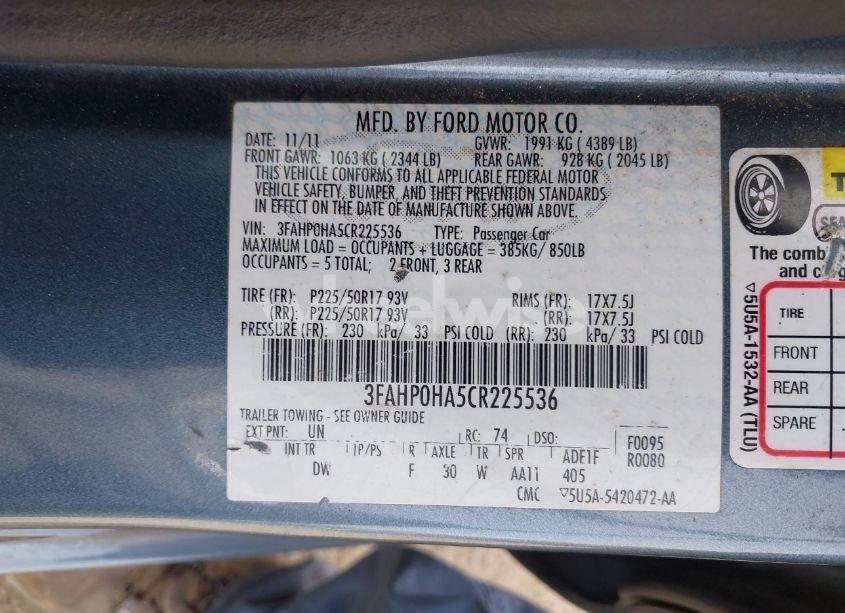 MFD. BY FORD MOTOR CO.
DATE: 11/11 GVWR: 1991 KG ( 4389 LB)
FRONT GAWR: 1063 KG ( 2344 LB) REAR GAWR: 928 KG ( 2045 LB)
THIS VEHICLE CONFORMS TO ALL APPLICABLE FEDERAL MOTOR
VEHICLE SAFETY, BUMPER, AND THEFT PREVENTION STANDARDS
IN EFFECT ON THE DATE OF MANUFACTURE SHOWN ABOVE.
VIN: 3FAHP0HA5CR225536 TYPE: Passenger Car
MAXIMUM LOAD = OCCUPANTS + LUGGAGE = 385KG/ 850LB
OCCUPANTS = 5 TOTAL; 2 FRONT, 3 REAR
TIRE (FR): P225/50R17 93V RIMS (FR): 17X7.5J
(RR): P225/50R17 93V (RR): 17X7.5J
PRESSURE (FR): 230 kPa/ 33 PSI COLD (RR): 230 kPa/ 33 PSI COLD
3FAHP0HA5CR225536
TRAILER TOWING - SEE OWNER GUIDE
EXT PNT: UN RC: 74 DSO: F0095
R0080
INT TR TP/PS R AXLE TR SPR ADE1F
DW F 30 W AA11 405
CMC ▽5U5A-5420472-AA
The comb
and c
▽5U5A-1532-AA (TLU)
TIRE
FRONT
REAR
SPARE